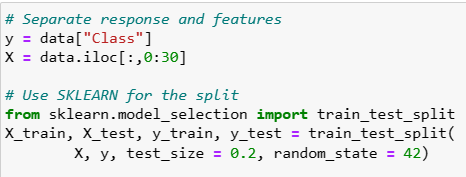 # Separate response and features
y = data["Class"]
X = data.iloc[:,0:30]

# Use SKLEARN for the split
from sklearn.model_selection import train_test_split
X_train, X_test, y_train, y_test = train_test_split(
        X, y, test_size = 0.2, random_state = 42)